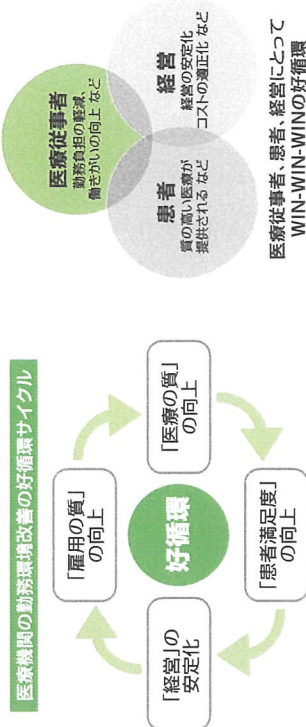 医療機関の勤務環境改善の好循環サイクル
「雇用の質」
の向上
「医療の質」
の向上
「患者満足度」
の向上
「経営」の
安定化
好循環
医療従事者
勤務負担の軽減、
働きがいの向上 など
患者
質の高い医療が
提供される など
経営
経営の安定化
コストの適正化 など
医療従事者、患者、経営にとって
WIN-WIN-WINの好循環